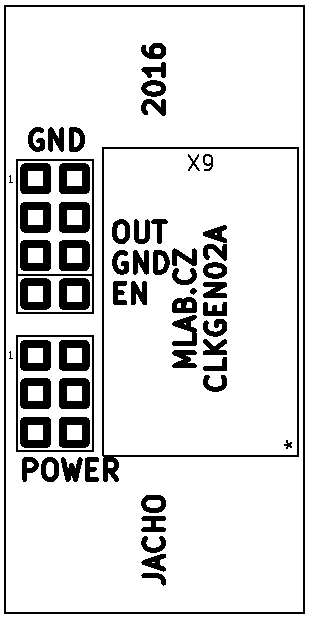 2016
GND
X9
1
OUT
GND
EN
MLAB.CZ
CLKGEN02A
1
*
POWER
JACHO